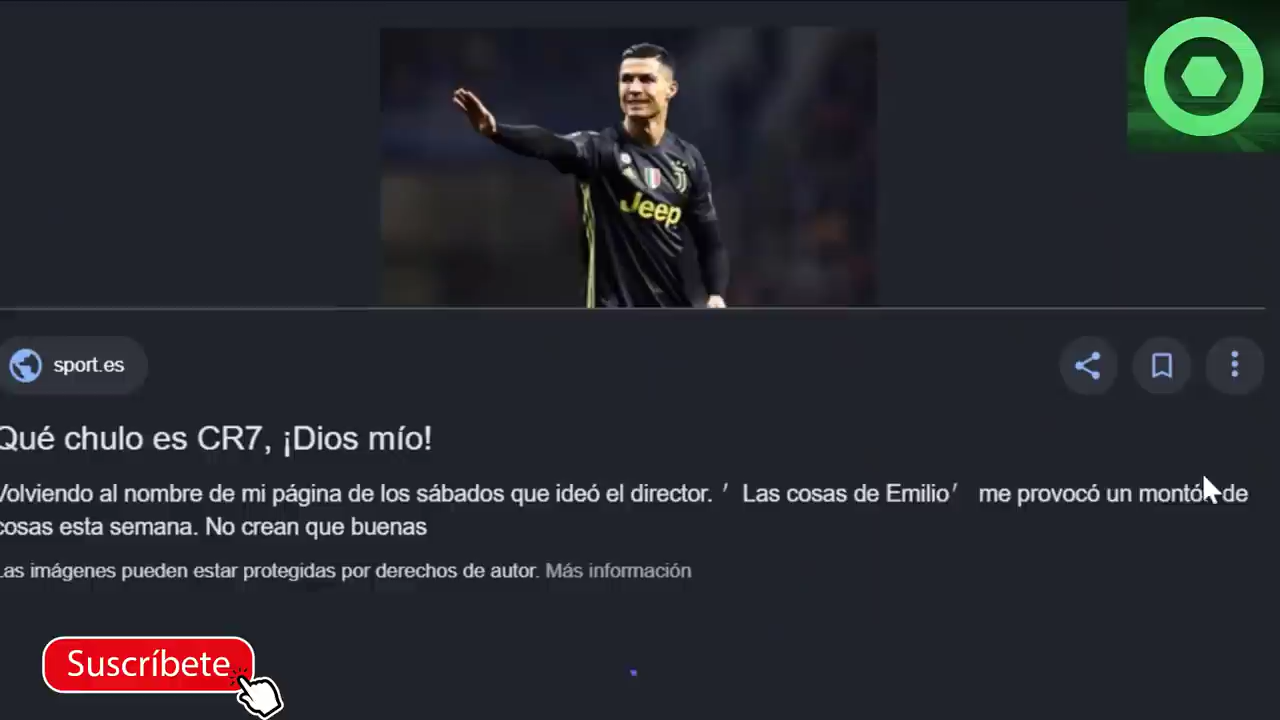 Jeep
sport.es
Qué chulo es CR7, ¡Dios mío!
Volviendo al nombre de mi página de los sábados que ideó el director. ′ Las cosas de Emilio′ me provocó un montón de
cosas esta semana. No crean que buenas
Las imágenes pueden estar protegidas por derechos de autor. Más información
Suscríbete